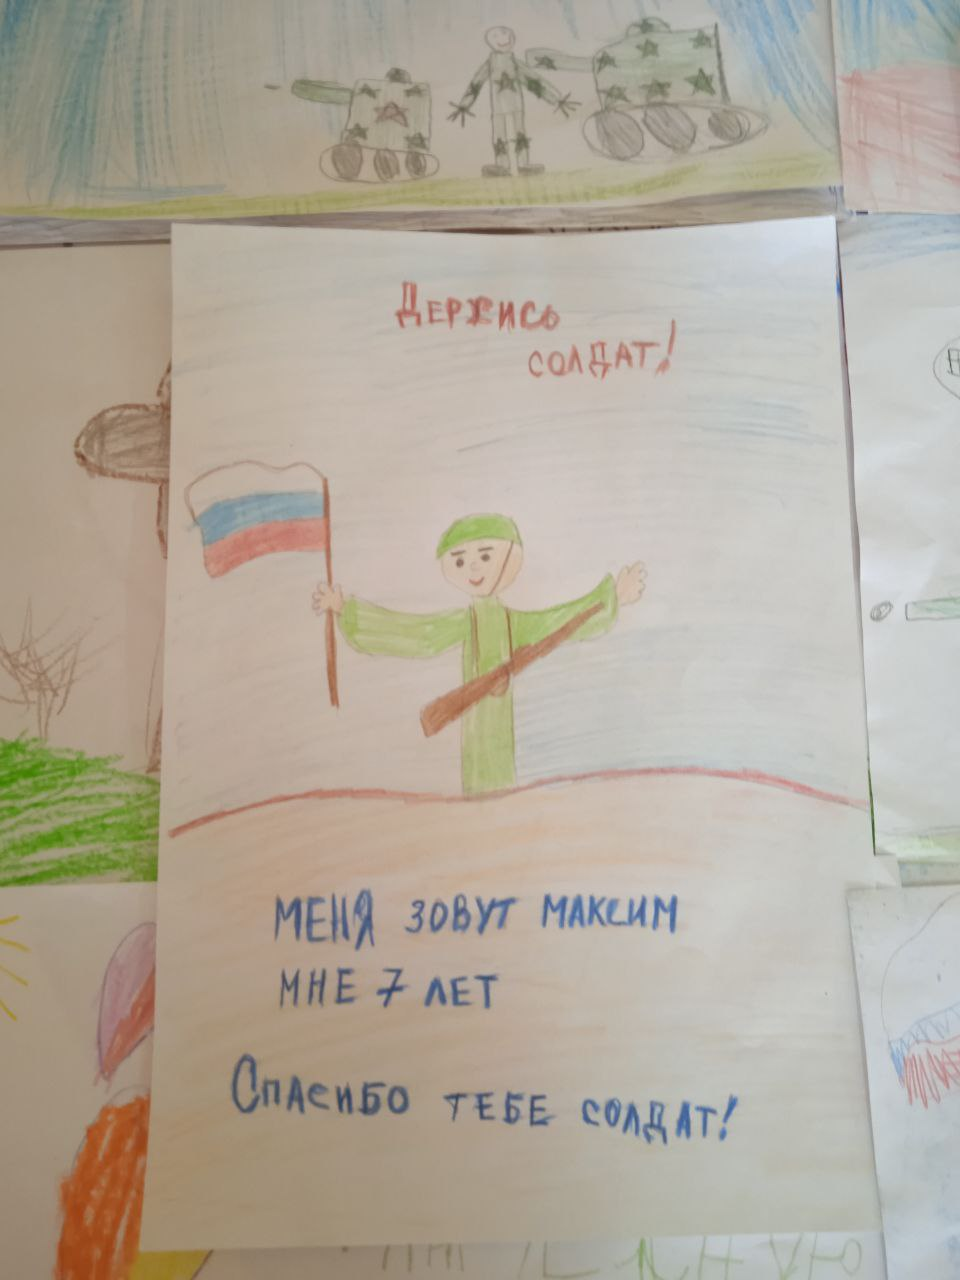 Держись
солдат!
МЕНЯ ЗОВУТ МАКСИМ
МНЕ 7 ЛЕТ
Спасибо ТЕБЕ СОЛДАТ!